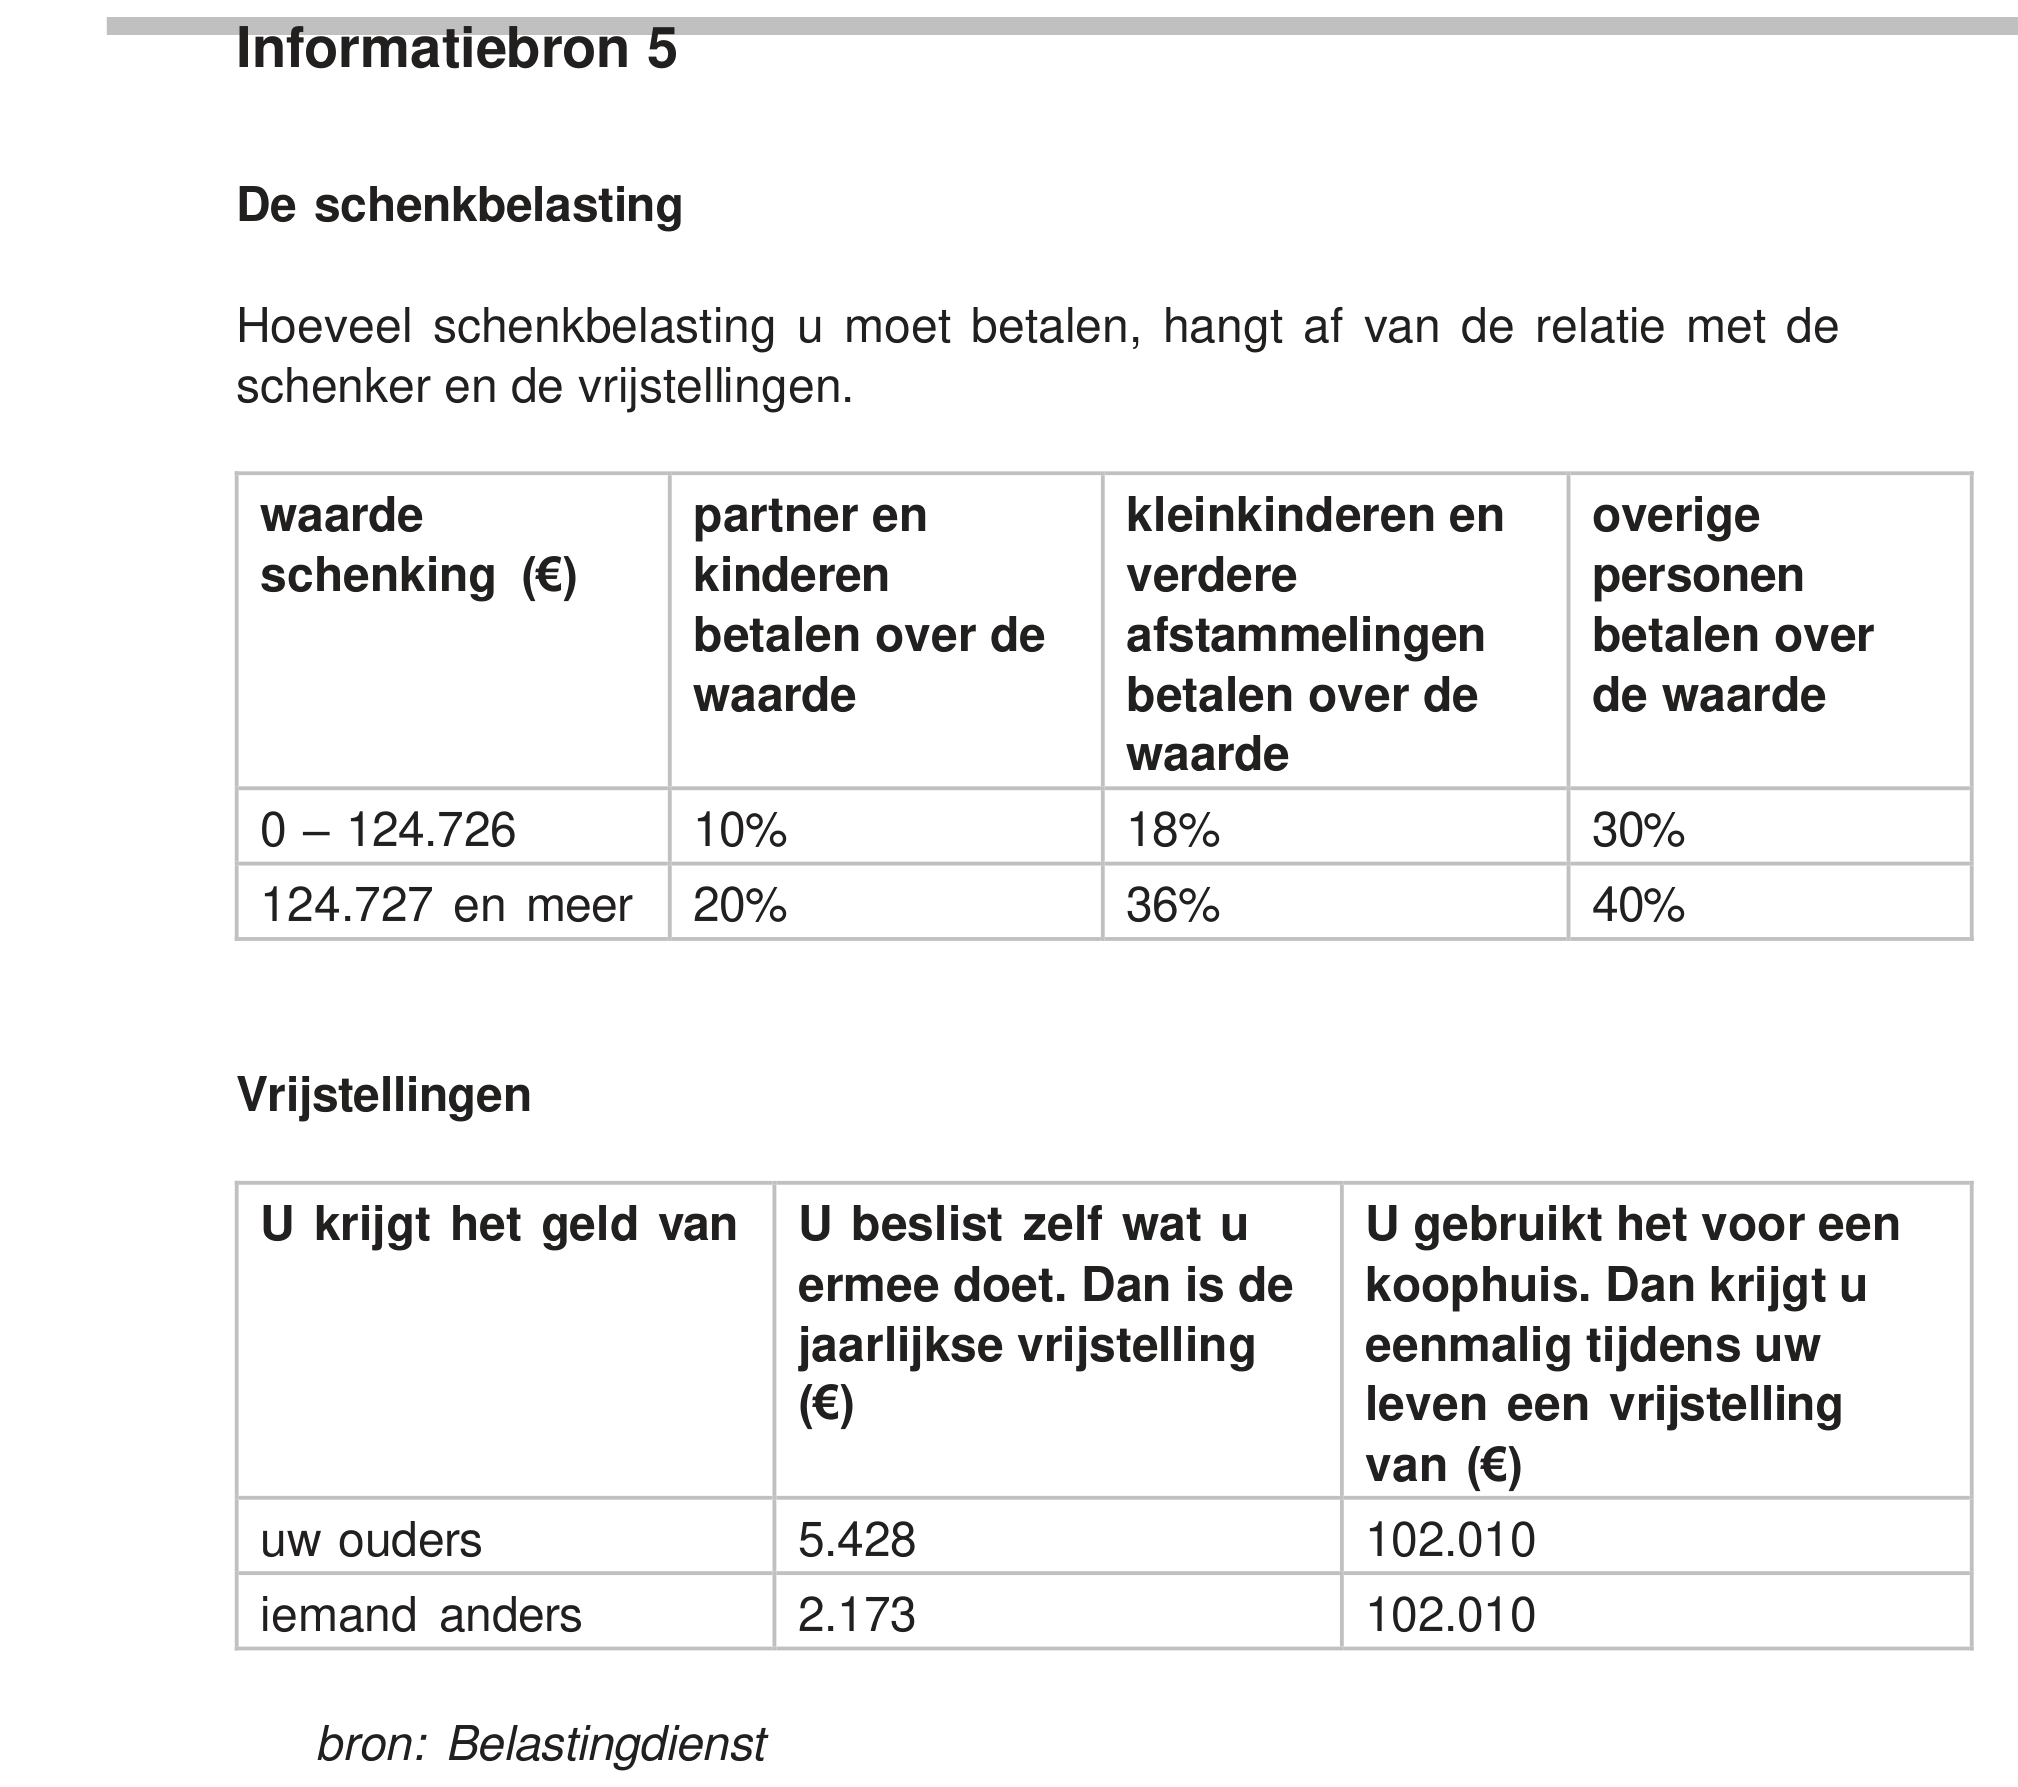 Informatiebron 5
De schenkbelasting
Hoeveel schenkbelasting u moet betalen, hangt af van de relatie met de
schenker en de vrijstellingen.
waarde
schenking (€)
partner en
kinderen
betalen over de
waarde
kleinkinderen en
verdere
afstammelingen
betalen over de
waarde
overige
personen
betalen over
de waarde
0 – 124.726
10%
18%
30%
124.727 en meer
20%
36%
40%
Vrijstellingen
U krijgt het geld van
U beslist zelf wat u
ermee doet. Dan is de
jaarlijkse vrijstelling
(€)
U gebruikt het voor een
koophuis. Dan krijgt u
eenmalig tijdens uw
leven een vrijstelling
van (€)
uw ouders
5.428
102.010
iemand anders
2.173
102.010
bron: Belastingdienst